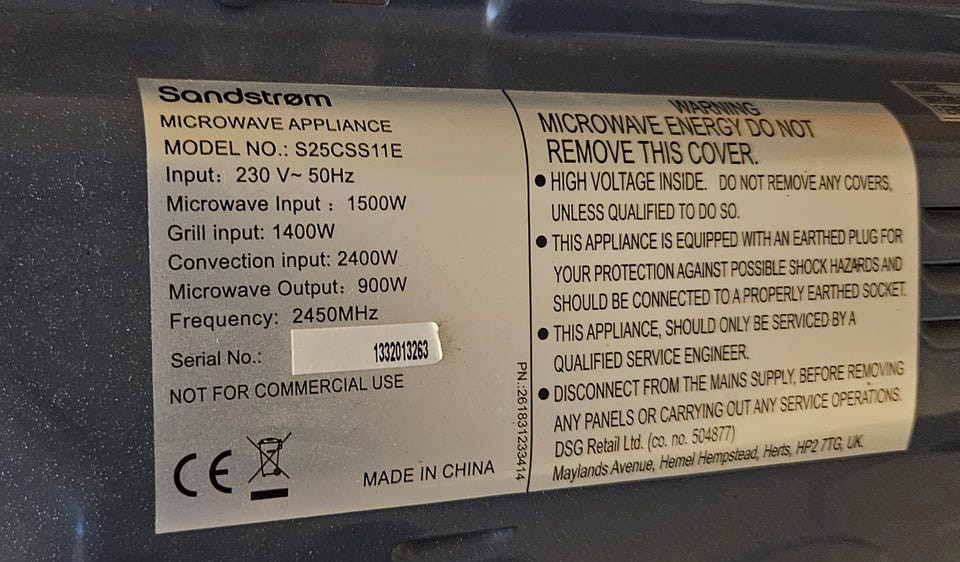 Sandstrøm
MICROWAVE APPLIANCE
MODEL NO.: S25CSS11E
Input: 230 V~ 50Hz
Microwave Input : 1500W
Grill input: 1400W
Convection input: 2400W
Microwave Output: 900W
Frequency: 2450MHz
Serial No.: 1332013263
NOT FOR COMMERCIAL USE
CE
MADE IN CHINA
PN.:261831233414
WARNING
MICROWAVE ENERGY DO NOT
REMOVE THIS COVER.
● HIGH VOLTAGE INSIDE. DO NOT REMOVE ANY COVERS,
UNLESS QUALIFIED TO DO SO.
● THIS APPLIANCE IS EQUIPPED WITH AN EARTHED PLUG FOR
YOUR PROTECTION AGAINST POSSIBLE SHOCK HAZARDS AND
SHOULD BE CONNECTED TO A PROPERLY EARTHED SOCKET.
● THIS APPLIANCE, SHOULD ONLY BE SERVICED BY A
QUALIFIED SERVICE ENGINEER.
● DISCONNECT FROM THE MAINS SUPPLY, BEFORE REMOVING
ANY PANELS OR CARRYING OUT ANY SERVICE OPERATIONS.
DSG Retail Ltd. (co. no. 504877)
Maylands Avenue, Hemel Hempstead, Herts, HP2 7TG, UK.